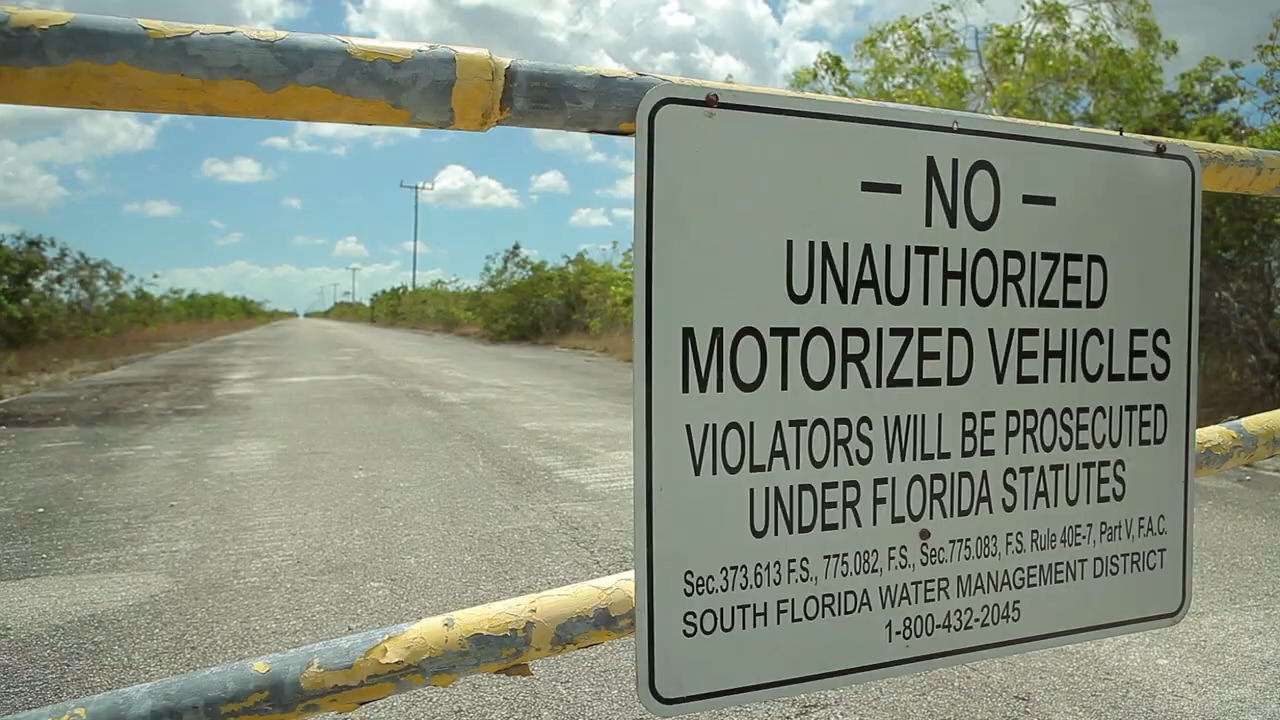 – NO –
UNAUTHORIZED
MOTORIZED VEHICLES
VIOLATORS WILL BE PROSECUTED
UNDER FLORIDA STATUTES
Sec.373.613 F.S., 775.082, F.S., Sec.775.083, F.S. Rule 40E-7, Part V, F.A.C.
SOUTH FLORIDA WATER MANAGEMENT DISTRICT
1-800-432-2045